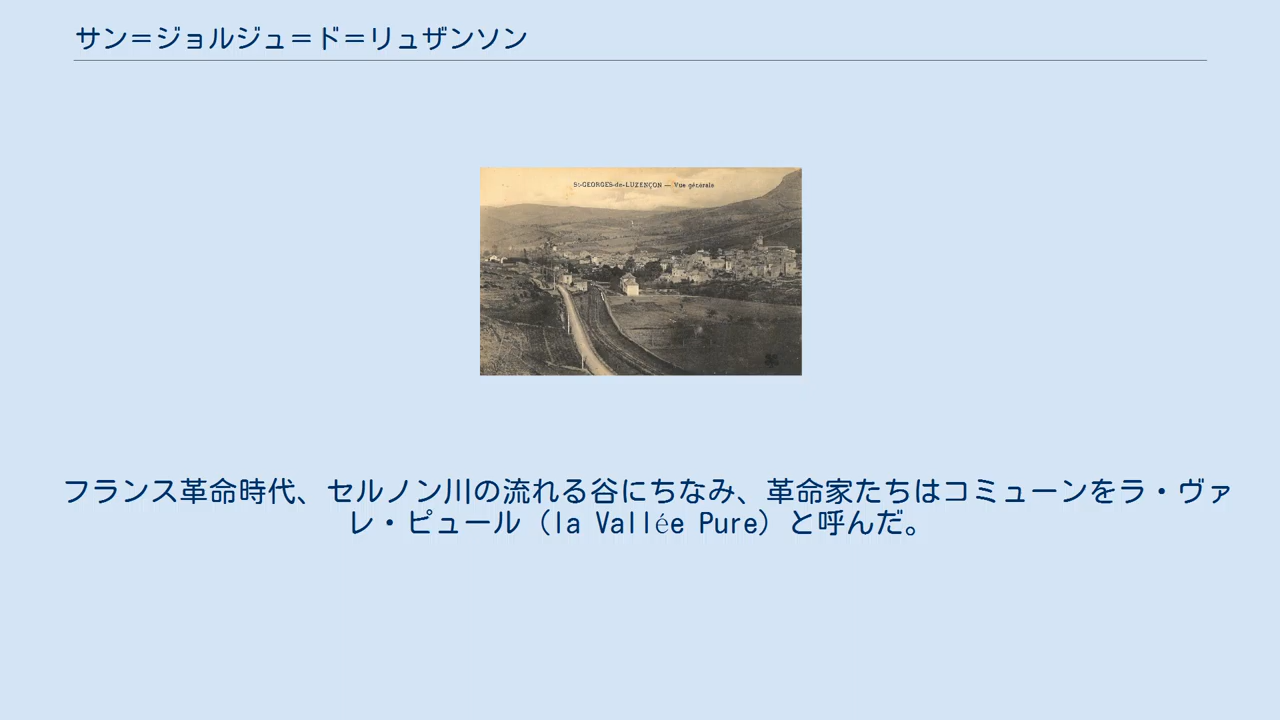 サン＝ジョルジュ＝ド＝リュザンソン
St-GEORGES-de-LUZENÇON — Vue générale
フランス革命時代、セルノン川の流れる谷にちなみ、革命家たちはコミューンをラ・ヴァ
レ・ピュール（la Vallée Pure）と呼んだ。